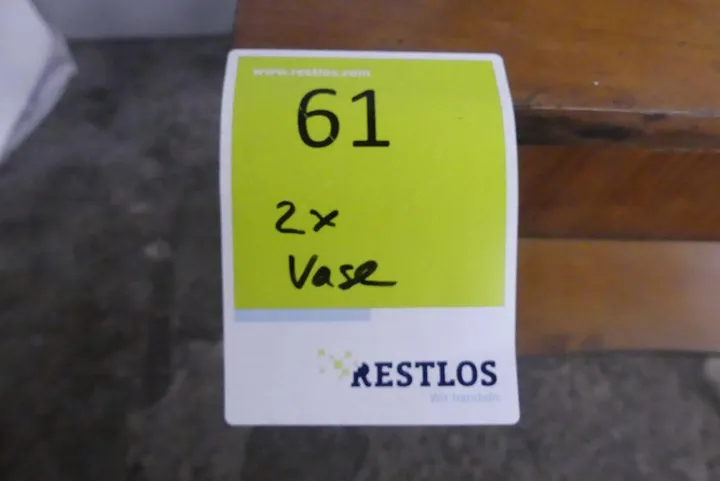 www.restlos.com
61
2x
Vase
RESTLOS
Wir handeln.